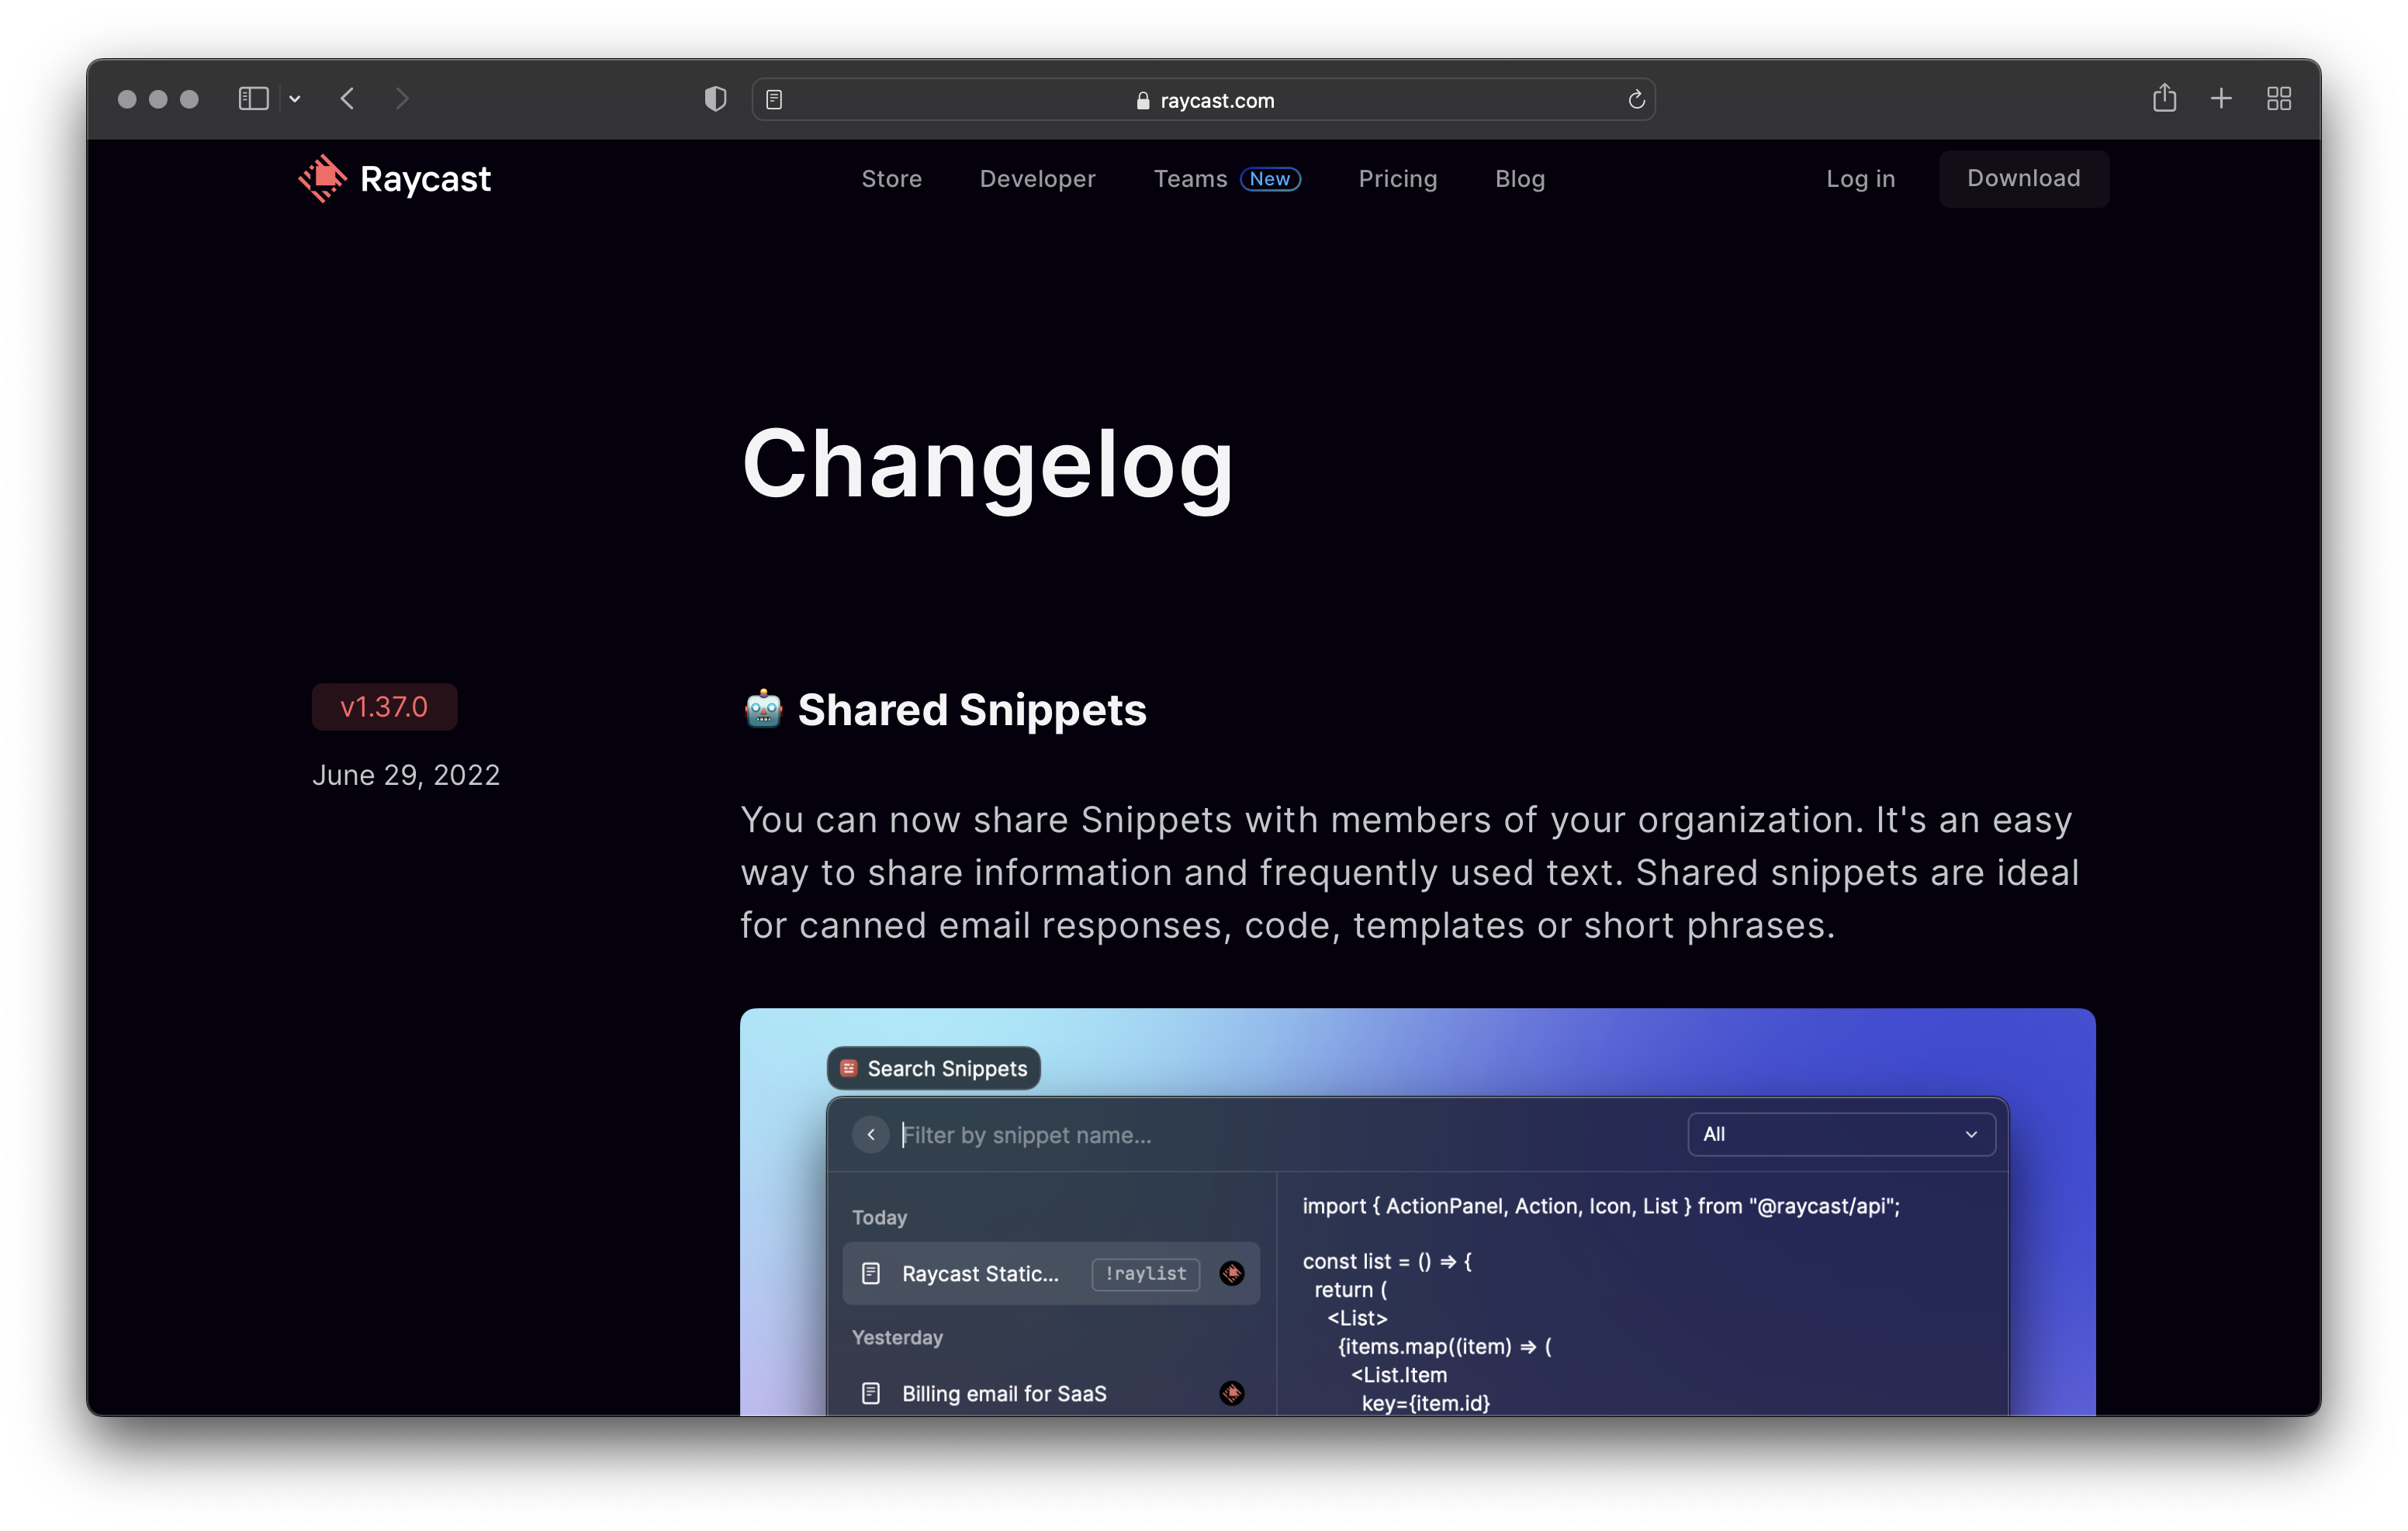 raycast.com
Raycast
Store
Developer
Teams New
Pricing
Blog
Log in
Download
Changelog
v1.37.0
June 29, 2022
🤖 Shared Snippets
You can now share Snippets with members of your organization. It's an easy
way to share information and frequently used text. Shared snippets are ideal
for canned email responses, code, templates or short phrases.
Search Snippets
Filter by snippet name...
All
Today
Raycast Static... !raylist
Yesterday
Billing email for SaaS
import { ActionPanel, Action, Icon, List } from "@raycast/api";
const list = () => {
return (
<List>
{items.map((item) => (
<List.Item
key={item.id}